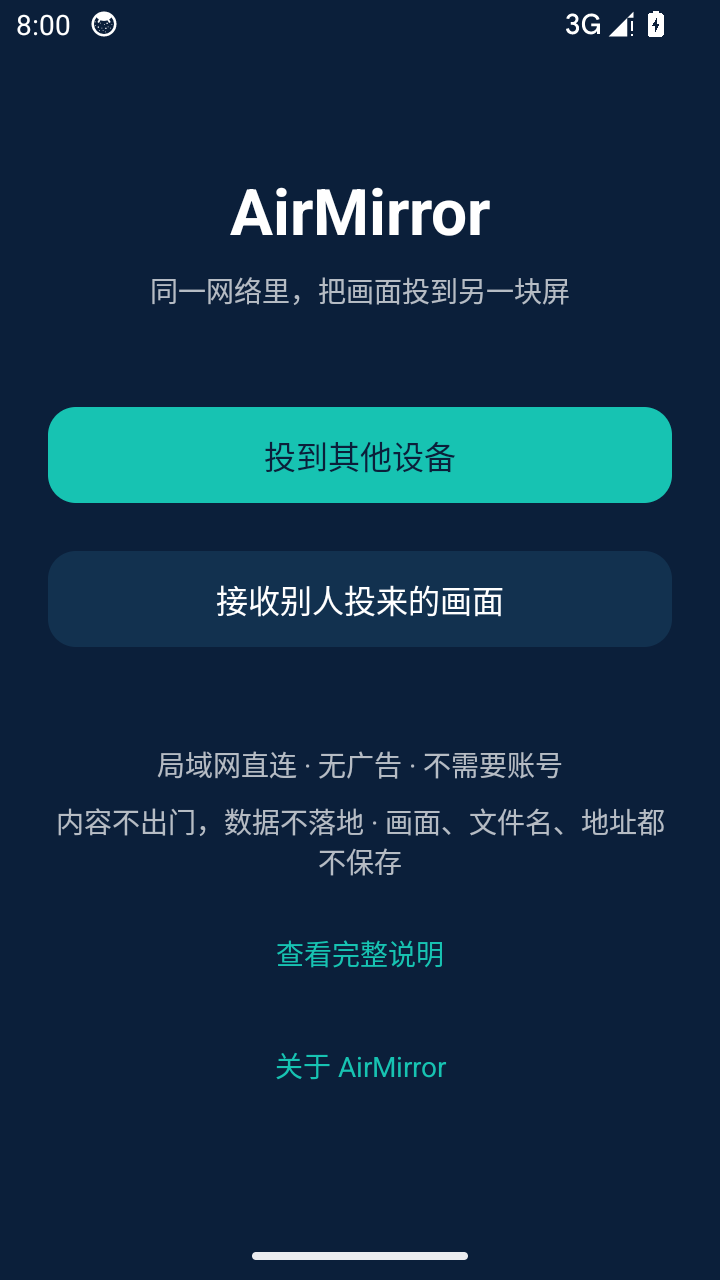 8:00
3G
AirMirror
同一网络里，把画面投到另一块屏
投到其他设备
接收别人投来的画面
局域网直连 · 无广告 · 不需要账号
内容不出门，数据不落地 · 画面、文件名、地址都
不保存
查看完整说明
关于 AirMirror